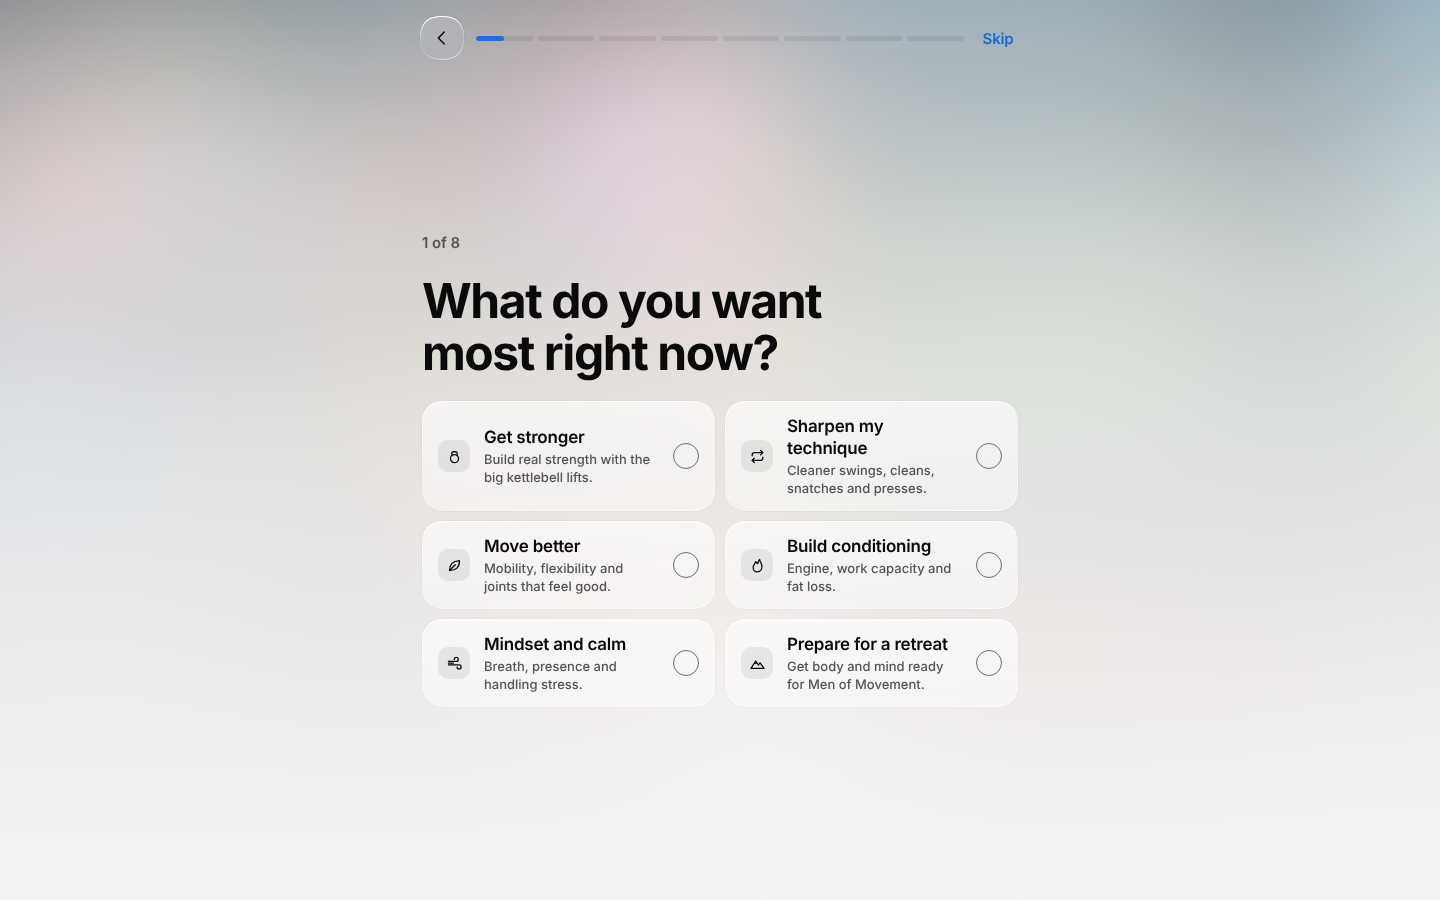 Skip
1 of 8
What do you want
most right now?
Get stronger
Build real strength with the
big kettlebell lifts.
Sharpen my
technique
Cleaner swings, cleans,
snatches and presses.
Move better
Mobility, flexibility and
joints that feel good.
Build conditioning
Engine, work capacity and
fat loss.
Mindset and calm
Breath, presence and
handling stress.
Prepare for a retreat
Get body and mind ready
for Men of Movement.